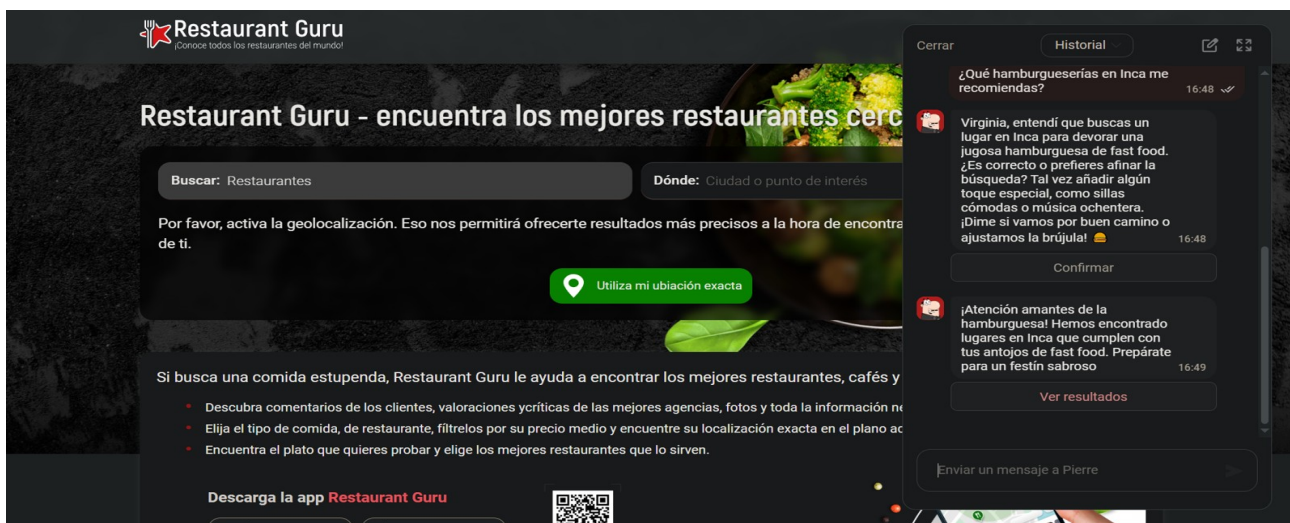 Restaurant Guru
¡Conoce todos los restaurantes del mundo!
Restaurant Guru - encuentra los mejores restaurantes cerc
Buscar: Restaurantes
Dónde: Ciudad o punto de interés
Por favor, activa la geolocalización. Eso nos permitirá ofrecerte resultados más precisos a la hora de encontra
de ti.
Utiliza mi ubiación exacta
Si busca una comida estupenda, Restaurant Guru le ayuda a encontrar los mejores restaurantes, cafés y
Descubra comentarios de los clientes, valoraciones ycríticas de las mejores agencias, fotos y toda la información ne
Elija el tipo de comida, de restaurante, fíltrelos por su precio medio y encuentre su localización exacta en el plano ad
Encuentra el plato que quieres probar y elige los mejores restaurantes que lo sirven.
Descarga la app Restaurant Guru
Cerrar
Historial
¿Qué hamburgueserías en Inca me
recomiendas?
16:48
Virginia, entendí que buscas un
lugar en Inca para devorar una
jugosa hamburguesa de fast food.
¿Es correcto o prefieres afinar la
búsqueda? Tal vez añadir algún
toque especial, como sillas
cómodas o música ochentera.
¡Dime si vamos por buen camino o
ajustamos la brújula! 🍔
16:48
Confirmar
¡Atención amantes de la
hamburguesa! Hemos encontrado
lugares en Inca que cumplen con
tus antojos de fast food. Prepárate
para un festín sabroso
16:49
Ver resultados
Enviar un mensaje a Pierre